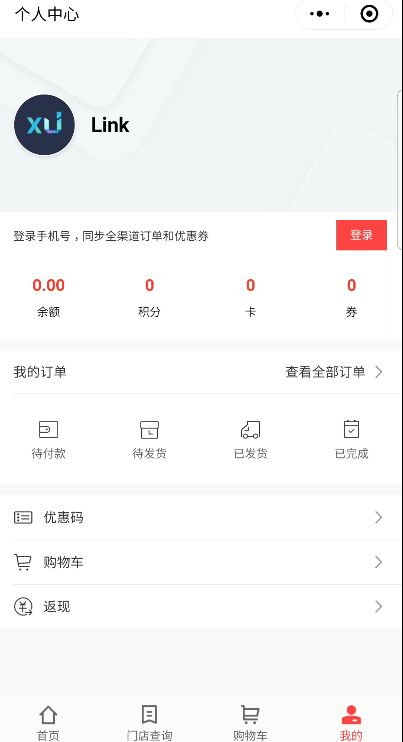 个人中心
xu
Link
登录手机号，同步全渠道订单和优惠券
登录
0.00 0 0 0
余额 积分 卡 券
我的订单 查看全部订单
待付款 待发货 已发货 已完成
优惠码
购物车
返现
首页 门店查询 购物车 我的